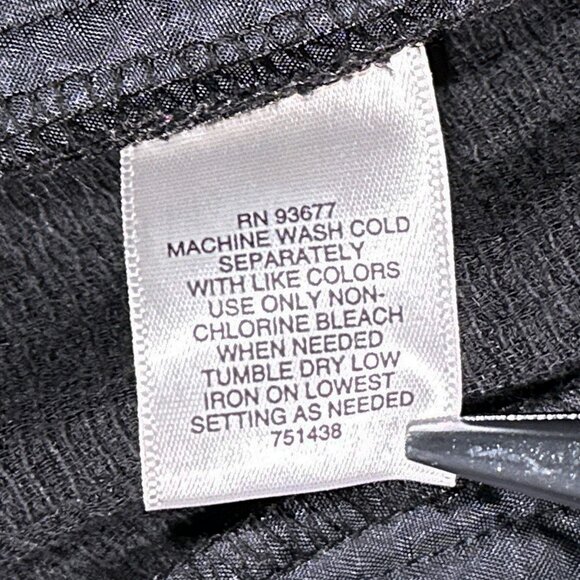 RN 93677
MACHINE WASH COLD
SEPARATELY
WITH LIKE COLORS
USE ONLY NON-
CHLORINE BLEACH
WHEN NEEDED
TUMBLE DRY LOW
IRON ON LOWEST
SETTING AS NEEDED
751438